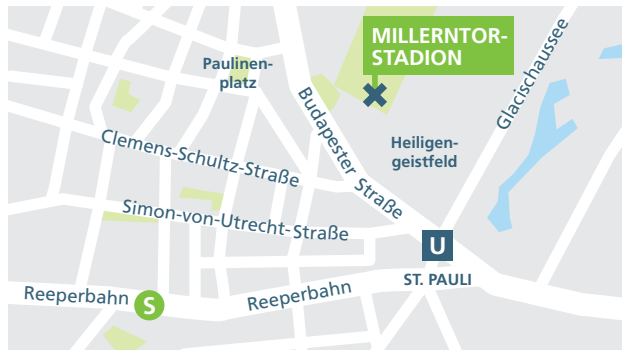 MILLERNTOR-
STADION
Paulinen-
platz
Glacischaussee
Budapester Straße
Clemens-Schultz-Straße
Heiligen-
geistfeld
Simon-von-Utrecht-Straße
U
ST. PAULI
Reeperbahn
S
Reeperbahn